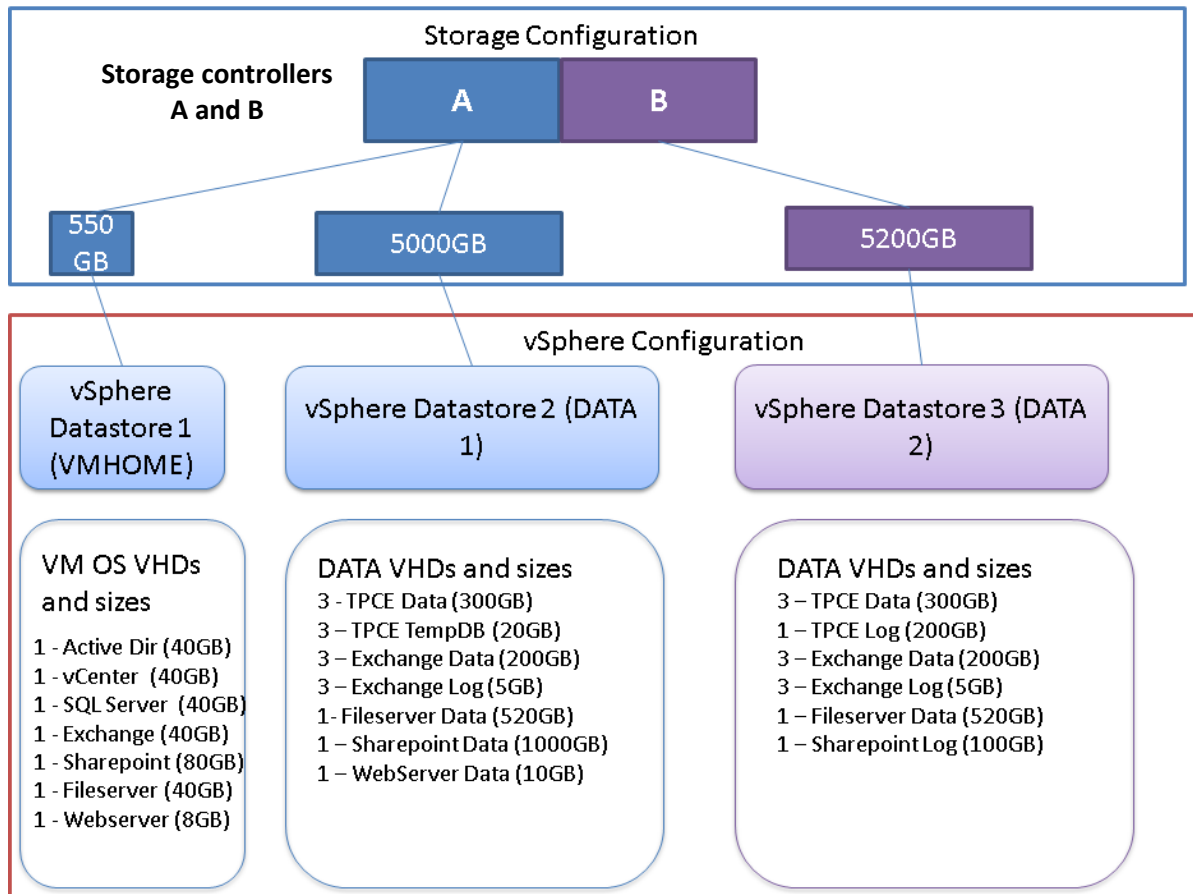 Storage Configuration
Storage controllers
A and B
A
B
550
GB
5000GB
5200GB
vSphere Configuration
vSphere
Datastore 1
(VMHOME)
vSphere Datastore 2 (DATA
1)
vSphere Datastore 3 (DATA
2)
VM OS VHDs
and sizes
1 - Active Dir (40GB)
1 - vCenter (40GB)
1 - SQL Server (40GB)
1 - Exchange (40GB)
1 - Sharepoint (80GB)
1 - Fileserver (40GB)
1 - Webserver (8GB)
DATA VHDs and sizes
3 - TPCE Data (300GB)
3 – TPCE TempDB (20GB)
3 – Exchange Data (200GB)
3 – Exchange Log (5GB)
1- Fileserver Data (520GB)
1 – Sharepoint Data (1000GB)
1 – WebServer Data (10GB)
DATA VHDs and sizes
3 – TPCE Data (300GB)
1 – TPCE Log (200GB)
3 – Exchange Data (200GB)
3 – Exchange Log (5GB)
1 – Fileserver Data (520GB)
1 – Sharepoint Log (100GB)